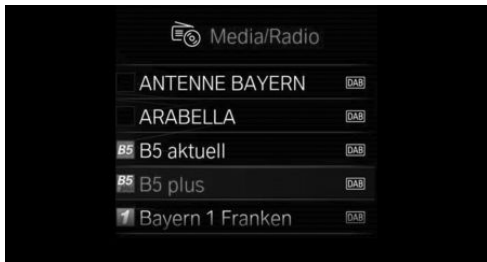 Media/Radio
ANTENNE BAYERN DAB
ARABELLA DAB
B5 B5 aktuell DAB
B5 B5 plus DAB
1 Bayern 1 Franken DAB